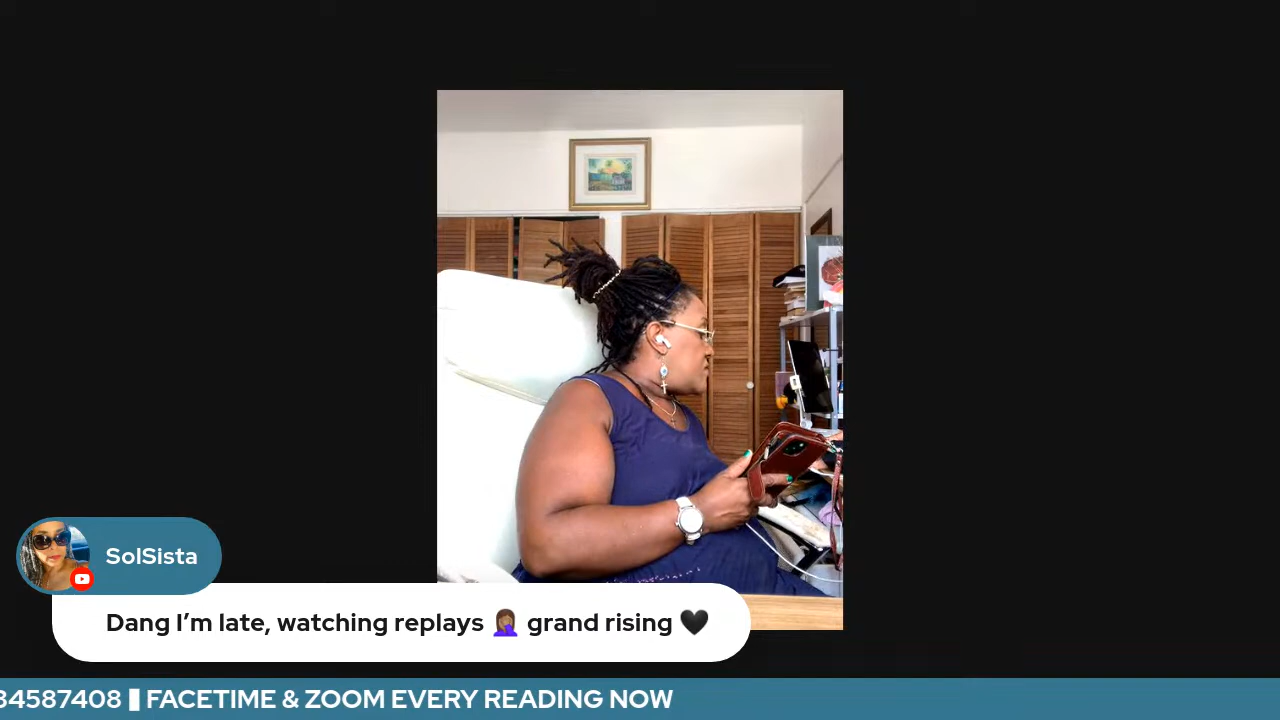 SolSista
Dang I’m late, watching replays 🤦🏾‍♀️ grand rising 🖤
34587408 ▮ FACETIME & ZOOM EVERY READING NOW